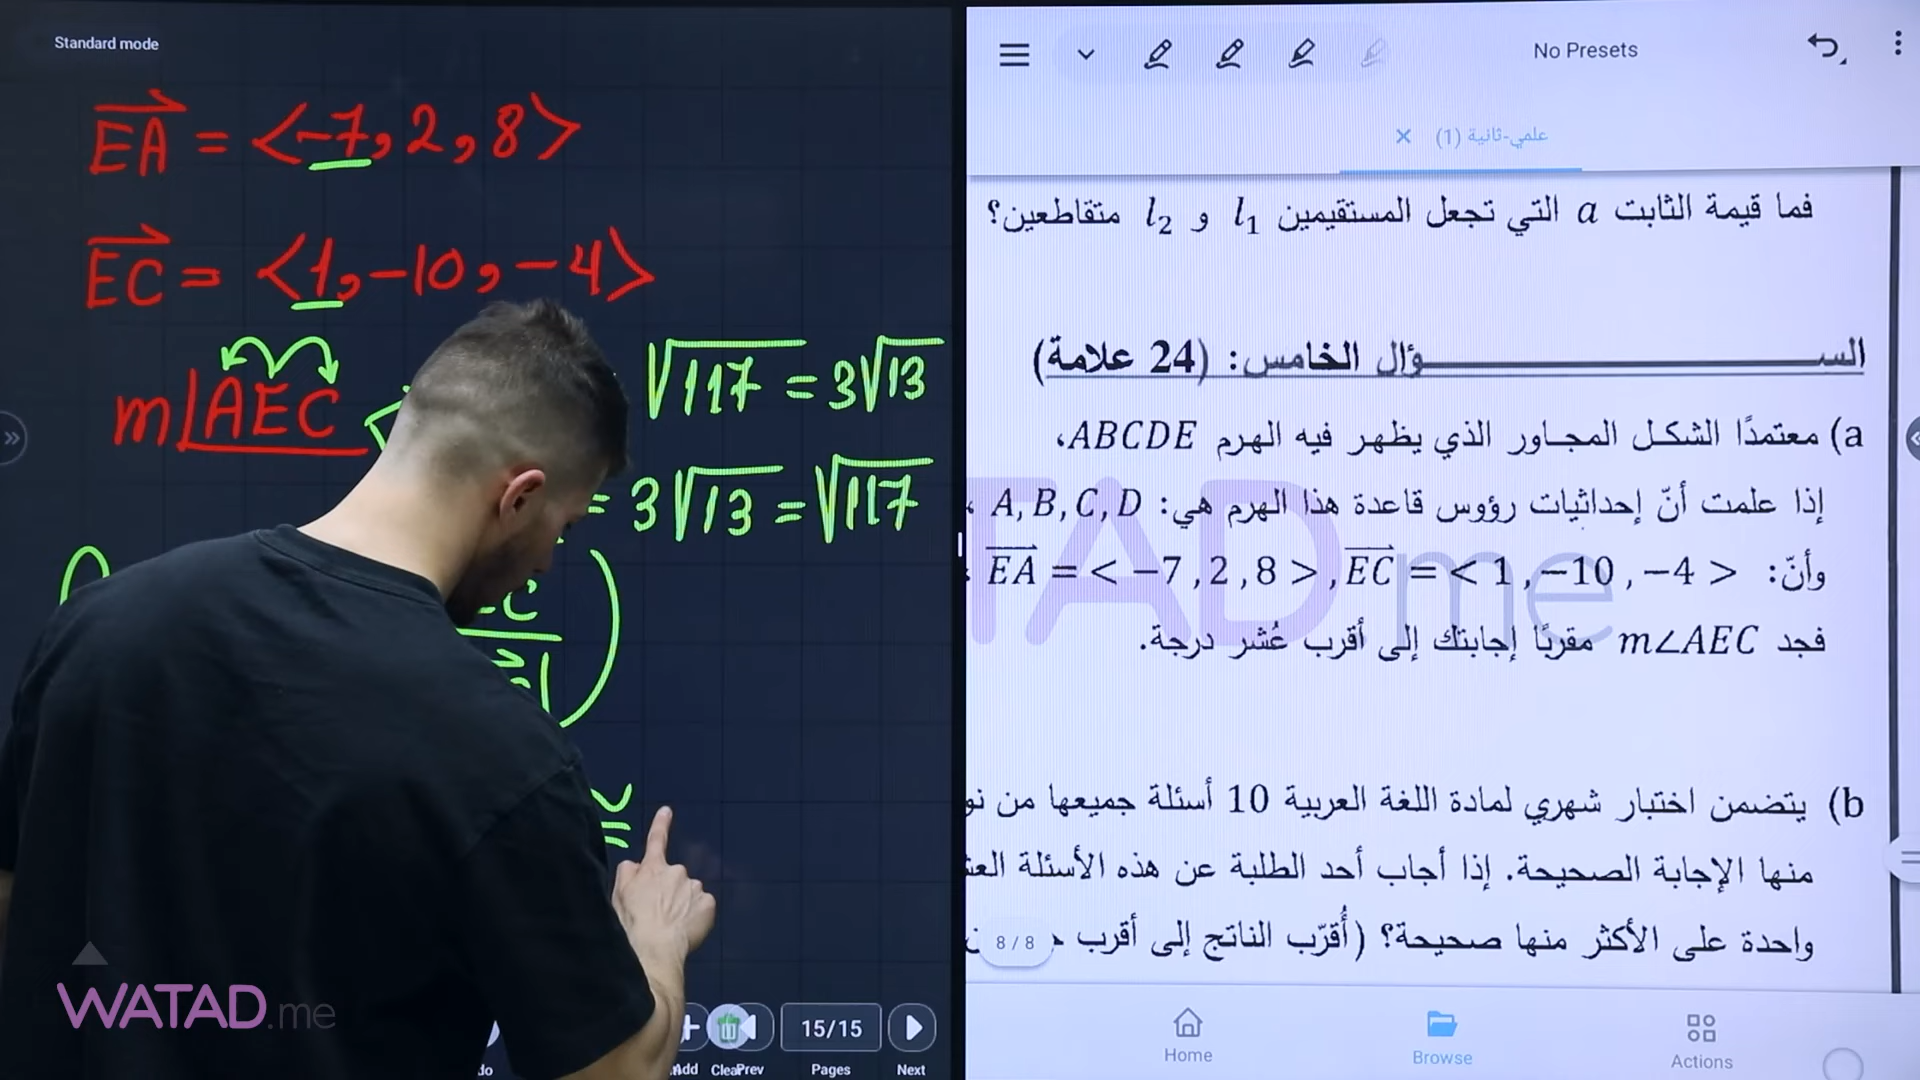 Standard mode
EA = <-7, 2, 8>
EC = <1, -10, -4>
m∠AEC
√117 = 3√13
= 3√13 = √117
WATAD.me
15/15
Add
Clear
Prev
Pages
Next
No Presets
علمي-ثانية (1)
فما قيمة الثابت a التي تجعل المستقيمين l₁ و l₂ متقاطعين؟
الســـــــؤال الخامس: (24 علامة)
a) معتمدًا الشكل المجاور الذي يظهر فيه الهرم ABCDE،
إذا علمت أنّ إحداثيات رؤوس قاعدة هذا الهرم هي: A, B, C, D ،
وأنّ: EA = < −7 , 2 , 8 > , EC = < 1 , −10 , −4 >
فجد m∠AEC مقربًا إجابتك إلى أقرب عُشر درجة.
b) يتضمن اختبار شهري لمادة اللغة العربية 10 أسئلة جميعها من
منها الإجابة الصحيحة. إذا أجاب أحد الطلبة عن هذه الأسئلة
واحدة على الأكثر منها صحيحة؟ (أُقرّب الناتج إلى أقرب
8 / 8
Home
Browse
Actions